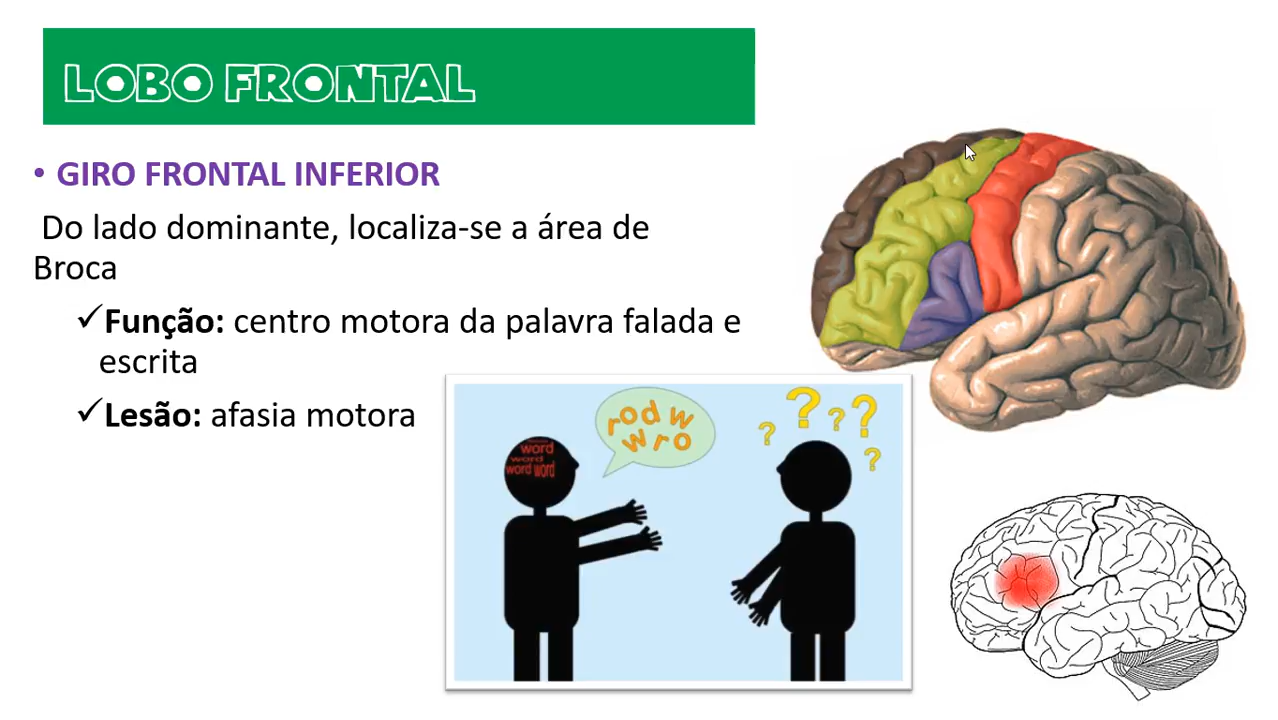 LOBO FRONTAL
• GIRO FRONTAL INFERIOR
Do lado dominante, localiza-se a área de
Broca
✓Função: centro motora da palavra falada e
escrita
✓Lesão: afasia motora
rod w
wro
? ? ? ? ?
word
word
word word